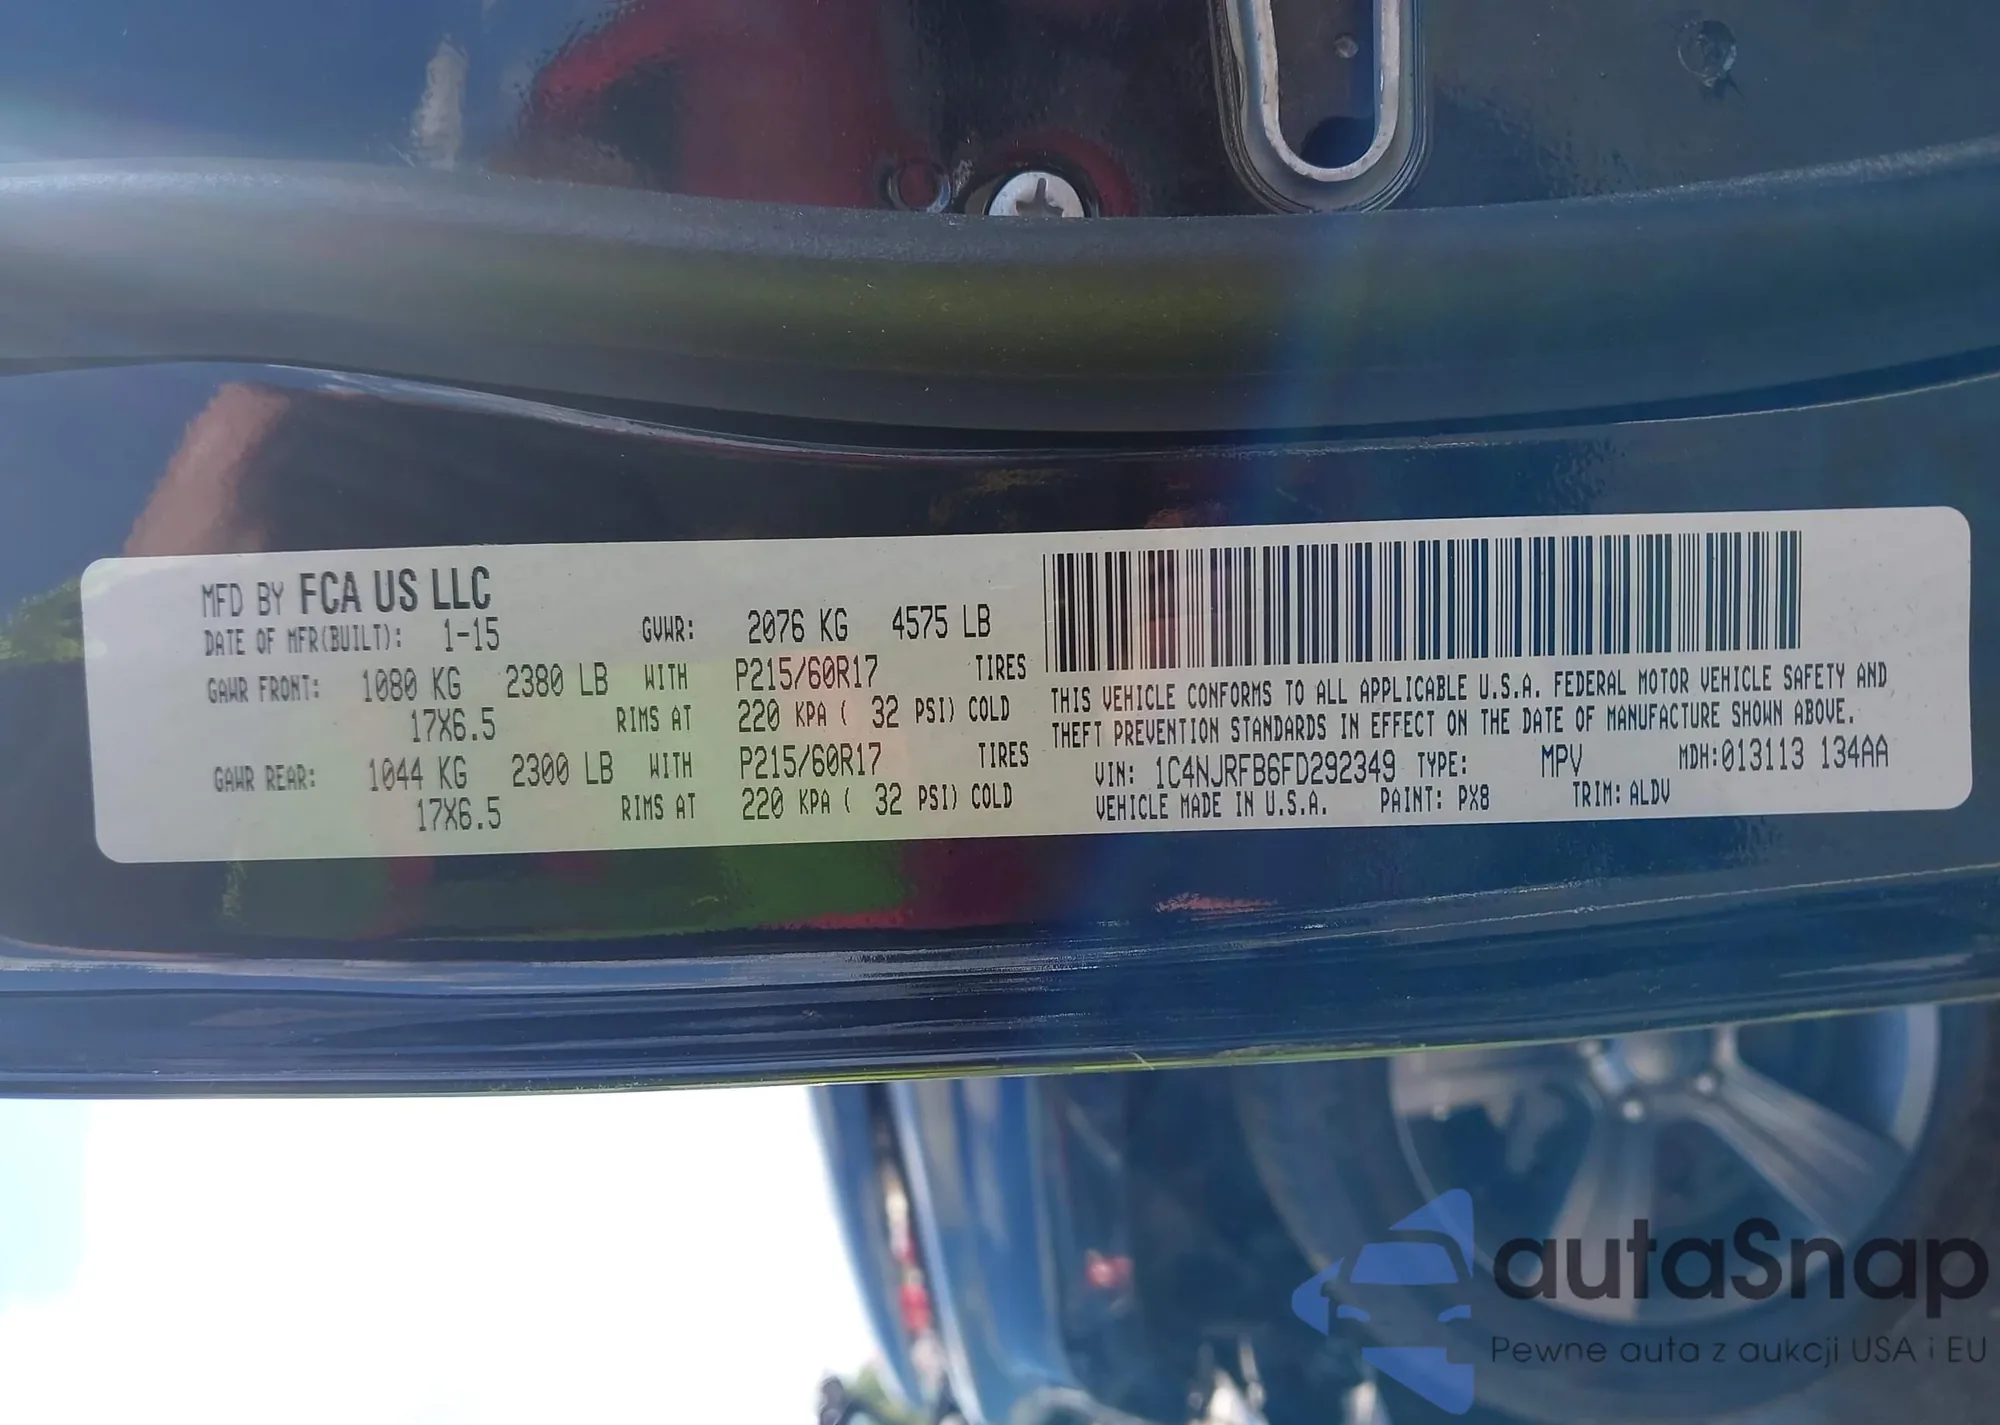 MFD BY FCA US LLC
DATE OF MFR(BUILT): 1-15 GVWR: 2076 KG 4575 LB
GAWR FRONT: 1080 KG 2380 LB WITH P215/60R17 TIRES
17X6.5 RIMS AT 220 KPA ( 32 PSI) COLD
GAWR REAR: 1044 KG 2300 LB WITH P215/60R17 TIRES
17X6.5 RIMS AT 220 KPA ( 32 PSI) COLD
THIS VEHICLE CONFORMS TO ALL APPLICABLE U.S.A. FEDERAL MOTOR VEHICLE SAFETY AND
THEFT PREVENTION STANDARDS IN EFFECT ON THE DATE OF MANUFACTURE SHOWN ABOVE.
VIN: 1C4NJRFB6FD292349 TYPE: MPV MDH:013113 134AA
VEHICLE MADE IN U.S.A. PAINT: PX8 TRIM: ALDV
autaSnap
Pewne auta z aukcji USA i EU